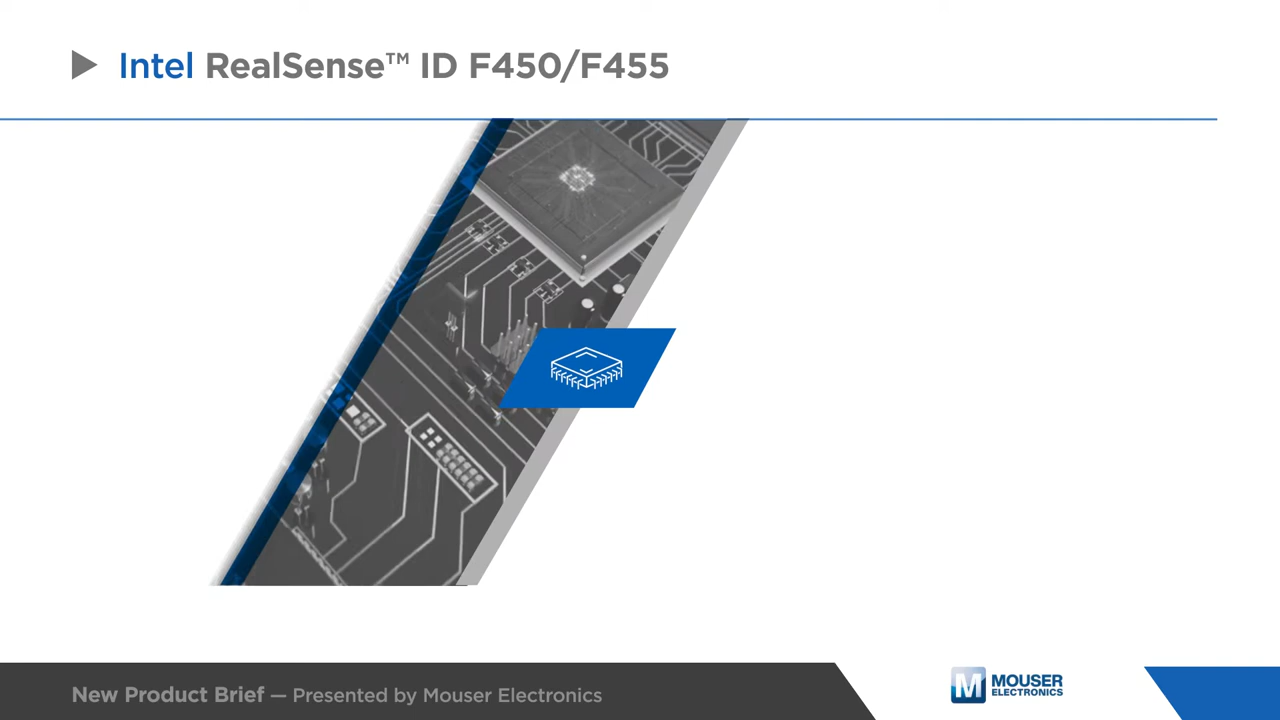 Intel RealSense™ ID F450/F455
New Product Brief — Presented by Mouser Electronics
M MOUSER
ELECTRONICS